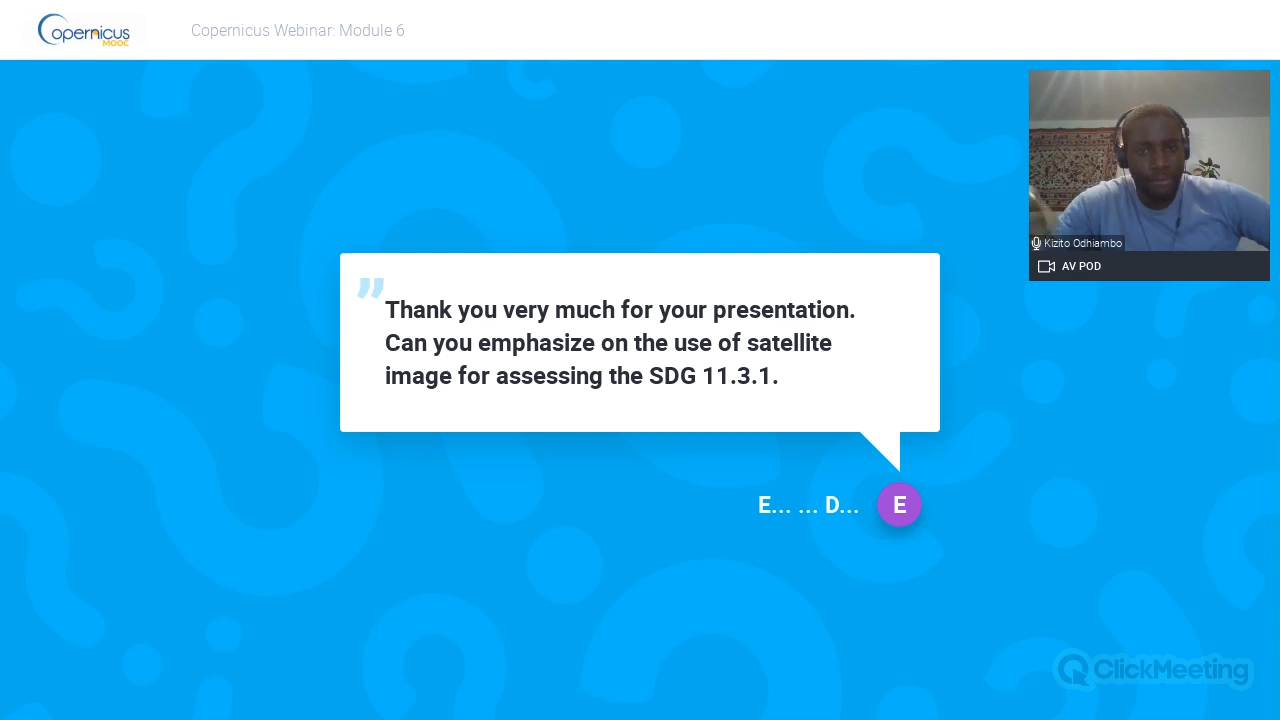 Copernicus
MOOC
Copernicus Webinar: Module 6
Kizito Odhiambo
AV POD
”
Thank you very much for your presentation.
Can you emphasize on the use of satellite
image for assessing the SDG 11.3.1.
E... ... D...
E
ClickMeeting